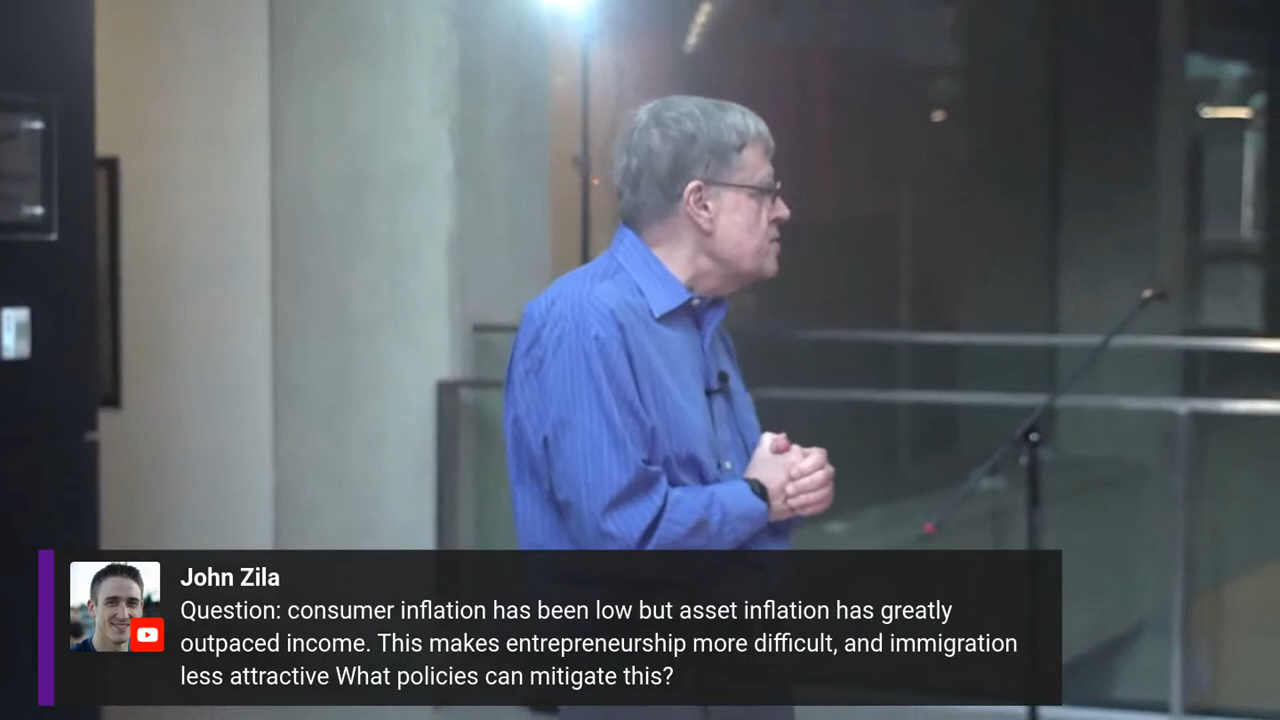 John Zila
Question: consumer inflation has been low but asset inflation has greatly
outpaced income. This makes entrepreneurship more difficult, and immigration
less attractive What policies can mitigate this?